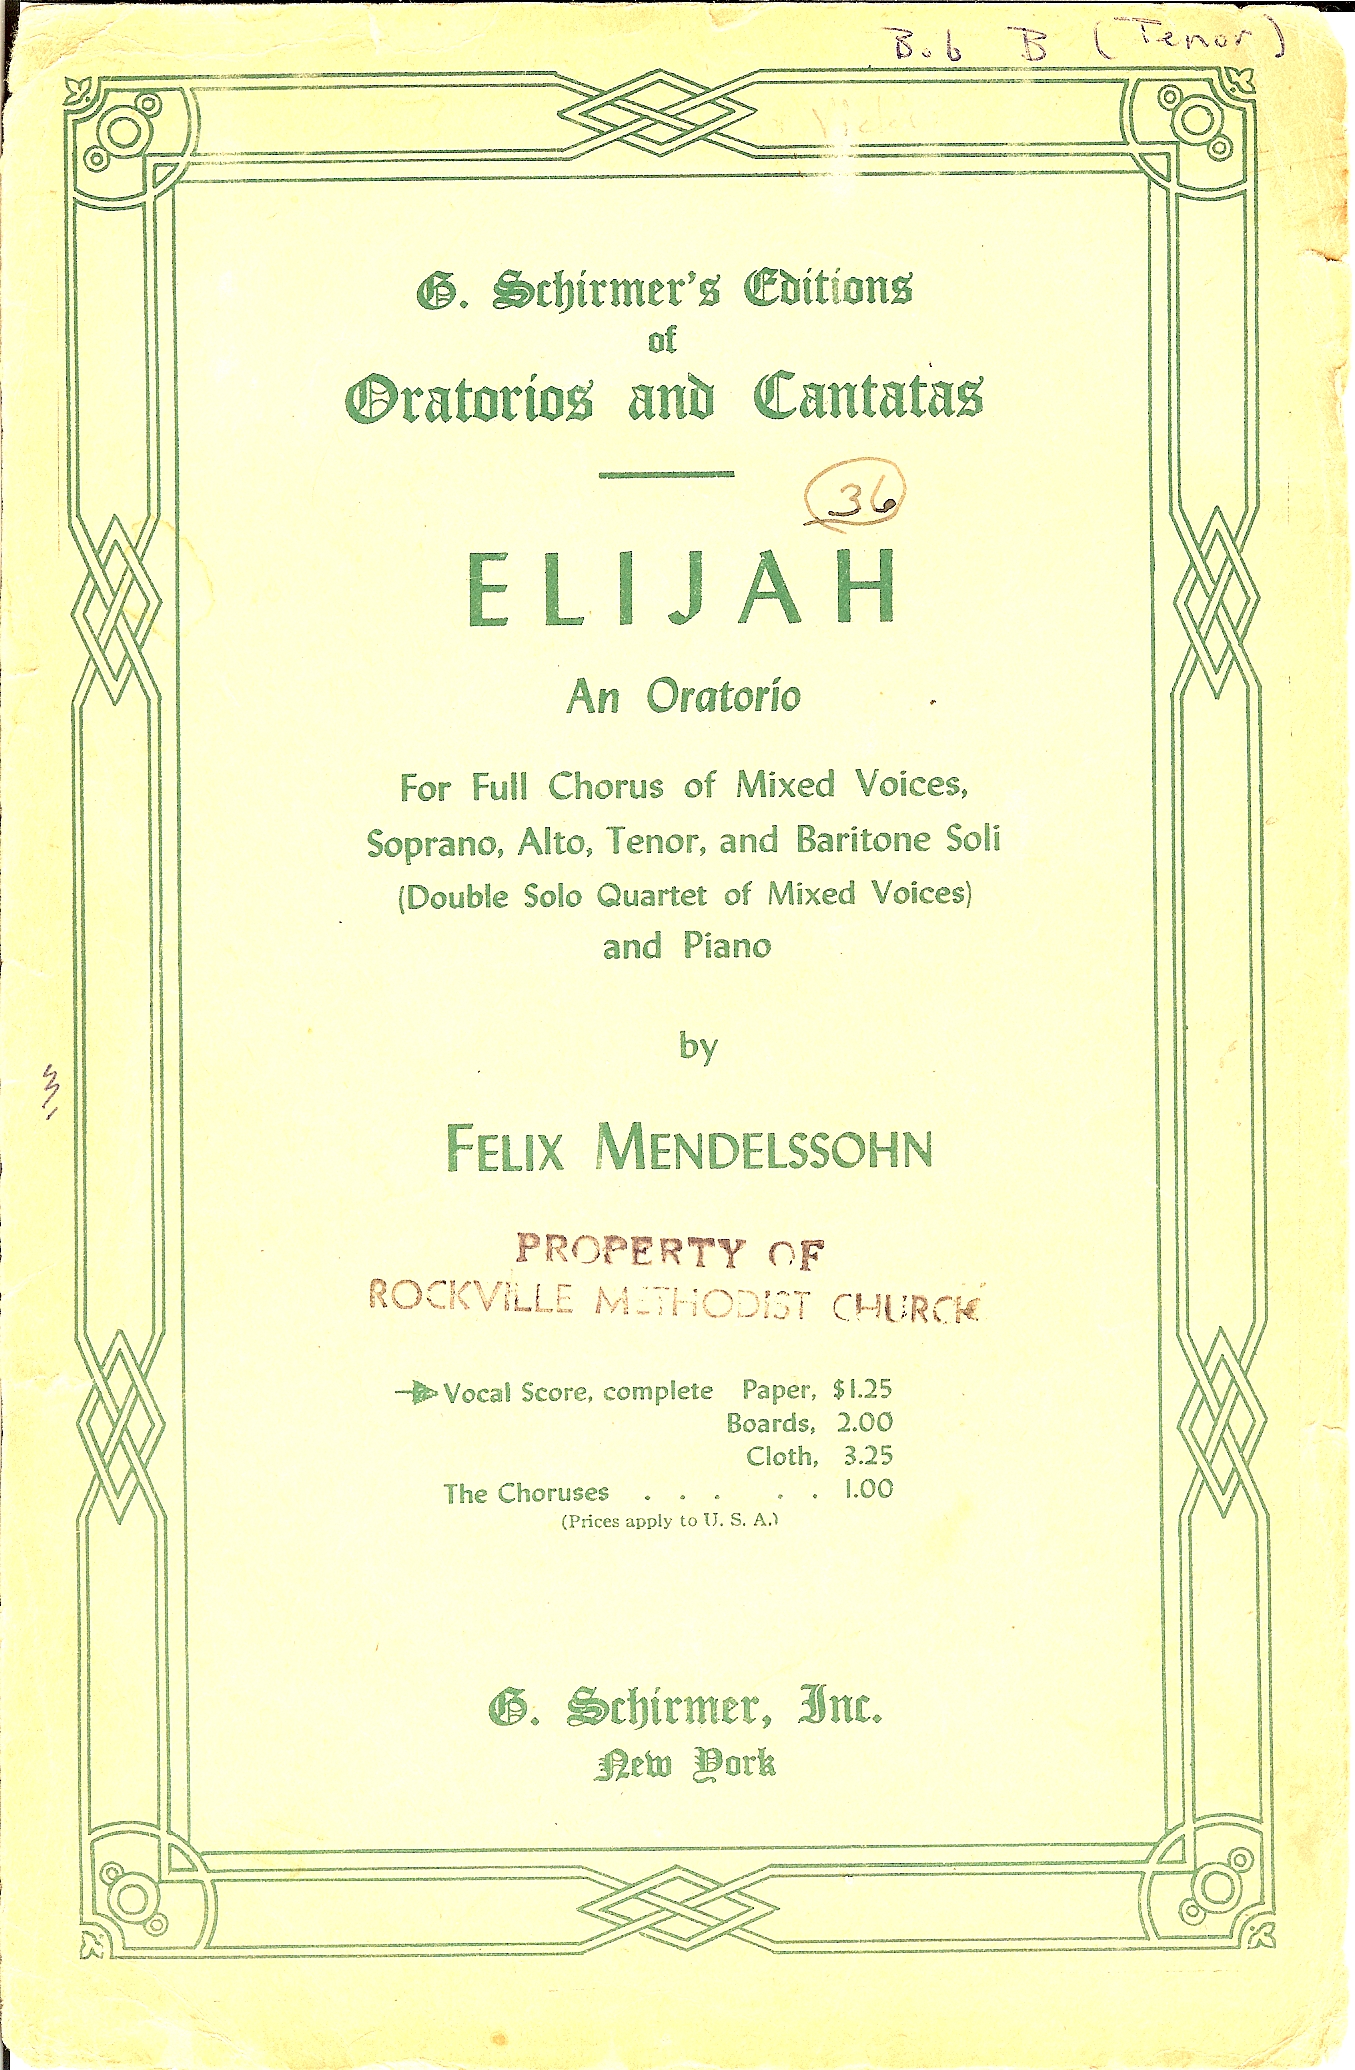 Bob B (Tenor)
G. Schirmer's Editions
of
Oratorios and Cantatas
36
ELIJAH
An Oratorio
For Full Chorus of Mixed Voices,
Soprano, Alto, Tenor, and Baritone Soli
(Double Solo Quartet of Mixed Voices)
and Piano
by
FELIX MENDELSSOHN
PROPERTY OF
ROCKVILLE METHODIST CHURCH
Vocal Score, complete Paper, $1.25
Boards, 2.00
Cloth, 3.25
The Choruses . . . . . 1.00
(Prices apply to U. S. A.)
G. Schirmer, Inc.
New York